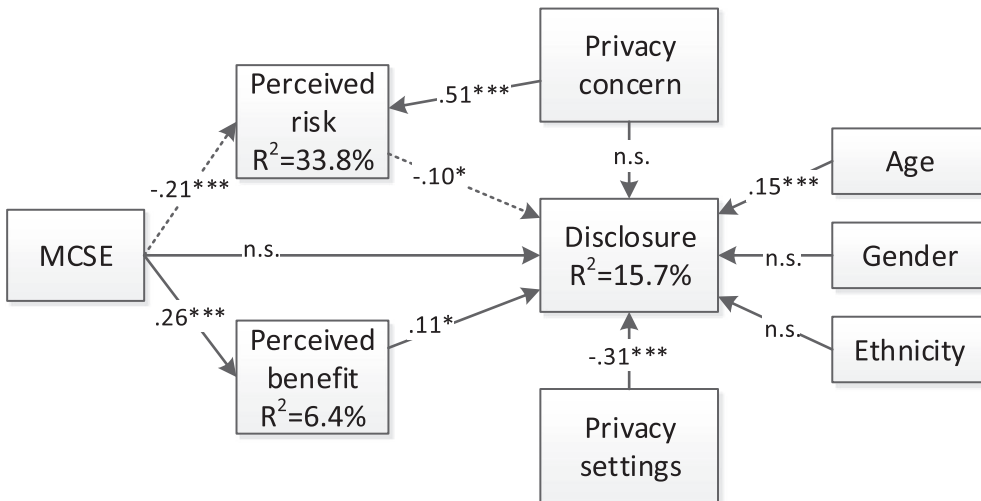 Privacy
concern
Perceived
risk
R²=33.8%
.51***
n.s.
Age
-.21***
-.10*
.15***
MCSE
n.s.
Disclosure
R²=15.7%
n.s.
Gender
.26***
.11*
n.s.
Perceived
benefit
R²=6.4%
-.31***
Ethnicity
Privacy
settings